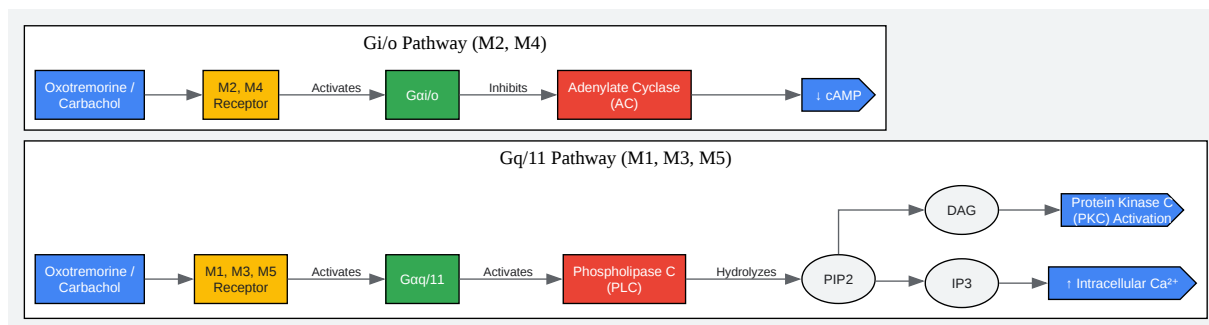 Gi/o Pathway (M2, M4)
Oxotremorine /
Carbachol
M2, M4
Receptor
Activates
Gαi/o
Inhibits
Adenylate Cyclase
(AC)
↓ cAMP
Gq/11 Pathway (M1, M3, M5)
Oxotremorine /
Carbachol
M1, M3, M5
Receptor
Activates
Gαq/11
Activates
Phospholipase C
(PLC)
Hydrolyzes
PIP2
DAG
Protein Kinase C
(PKC) Activation
IP3
↑ Intracellular Ca²⁺